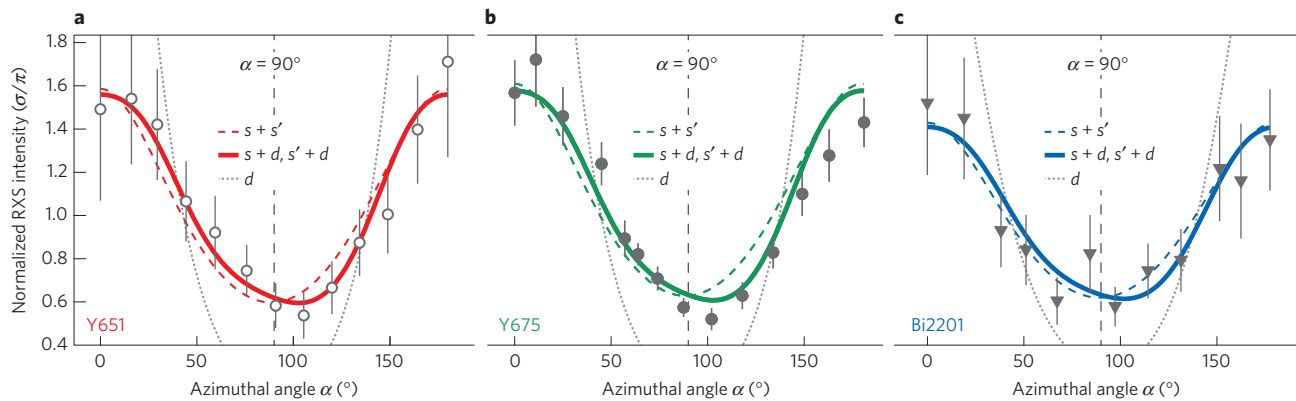 a
b
c
Normalized RXS intensity (σ/π)
1.8
1.6
1.4
1.2
1.0
0.8
0.6
0.4
α = 90°
s + s′
s + d, s′ + d
d
Y651
0
50
100
150
Azimuthal angle α (°)
α = 90°
s + s′
s + d, s′ + d
d
Y675
0
50
100
150
Azimuthal angle α (°)
α = 90°
s + s′
s + d, s′ + d
d
Bi2201
0
50
100
150
Azimuthal angle α (°)